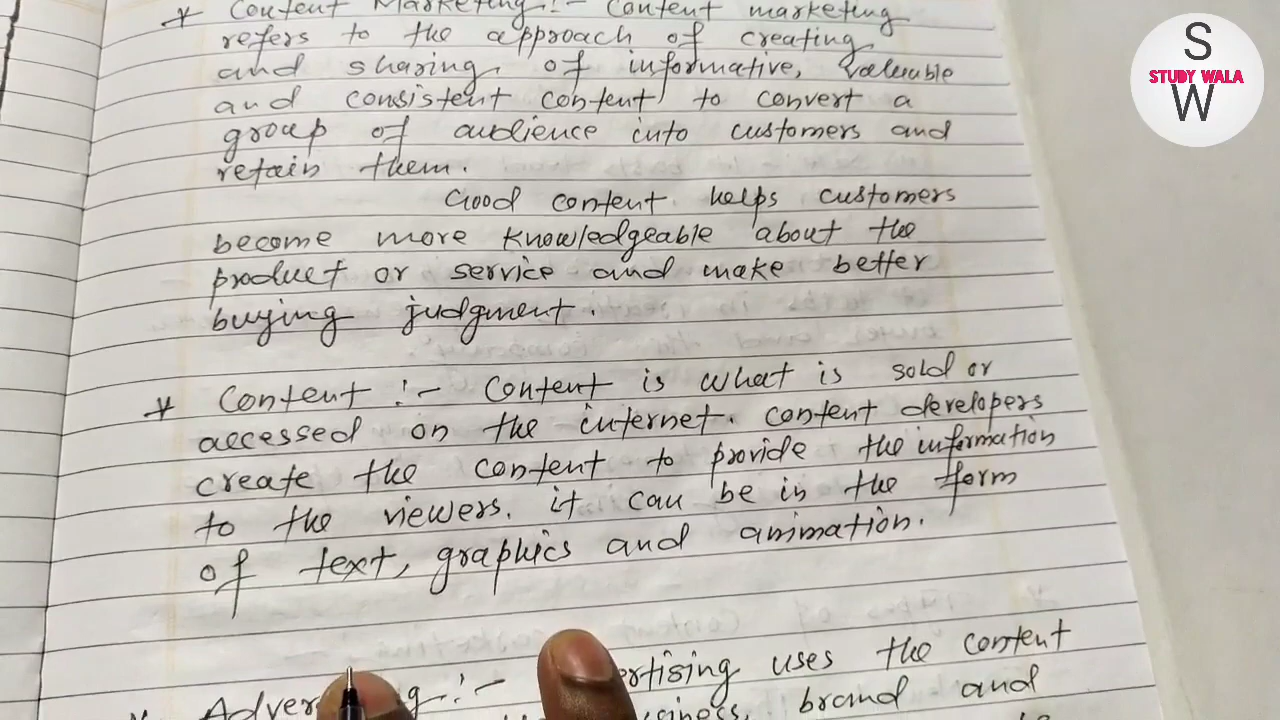 * Content Marketing :- Content marketing
refers to the approach of creating
and sharing of informative, valuable
and consistent content to convert a
group of audience into customers and
retain them.
Good content helps customers
become more knowledgeable about the
product or service and make better
buying judgment.
* Content :- Content is what is sold or
accessed on the internet. content developers
create the content to provide the information
to the viewers. it can be in the form
of text, graphics and animation.
uses the content
brand and
S
STUDY WALA
W